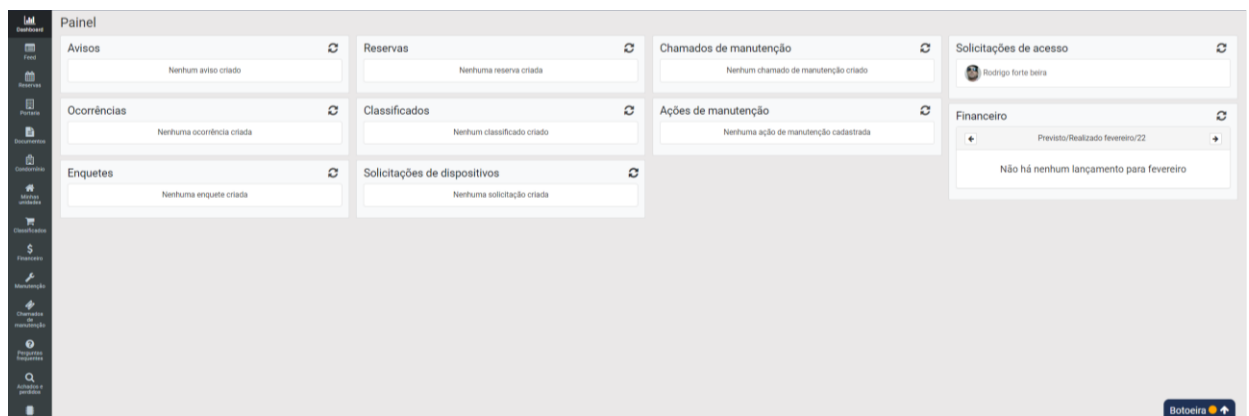 Dashboard
Feed
Reservas
Portaria
Documentos
Condomínio
Minhas
unidades
Classificados
Financeiro
Manutenção
Chamados
de
manutenção
Perguntas
frequentes
Achados e
perdidos
Painel
Avisos
Nenhum aviso criado
Reservas
Nenhuma reserva criada
Chamados de manutenção
Nenhum chamado de manutenção criado
Solicitações de acesso
Rodrigo forte beira
Ocorrências
Nenhuma ocorrência criada
Classificados
Nenhum classificado criado
Ações de manutenção
Nenhuma ação de manutenção cadastrada
Financeiro
Previsto/Realizado fevereiro/22
Não há nenhum lançamento para fevereiro
Enquetes
Nenhuma enquete criada
Solicitações de dispositivos
Nenhuma solicitação criada
Botoeira